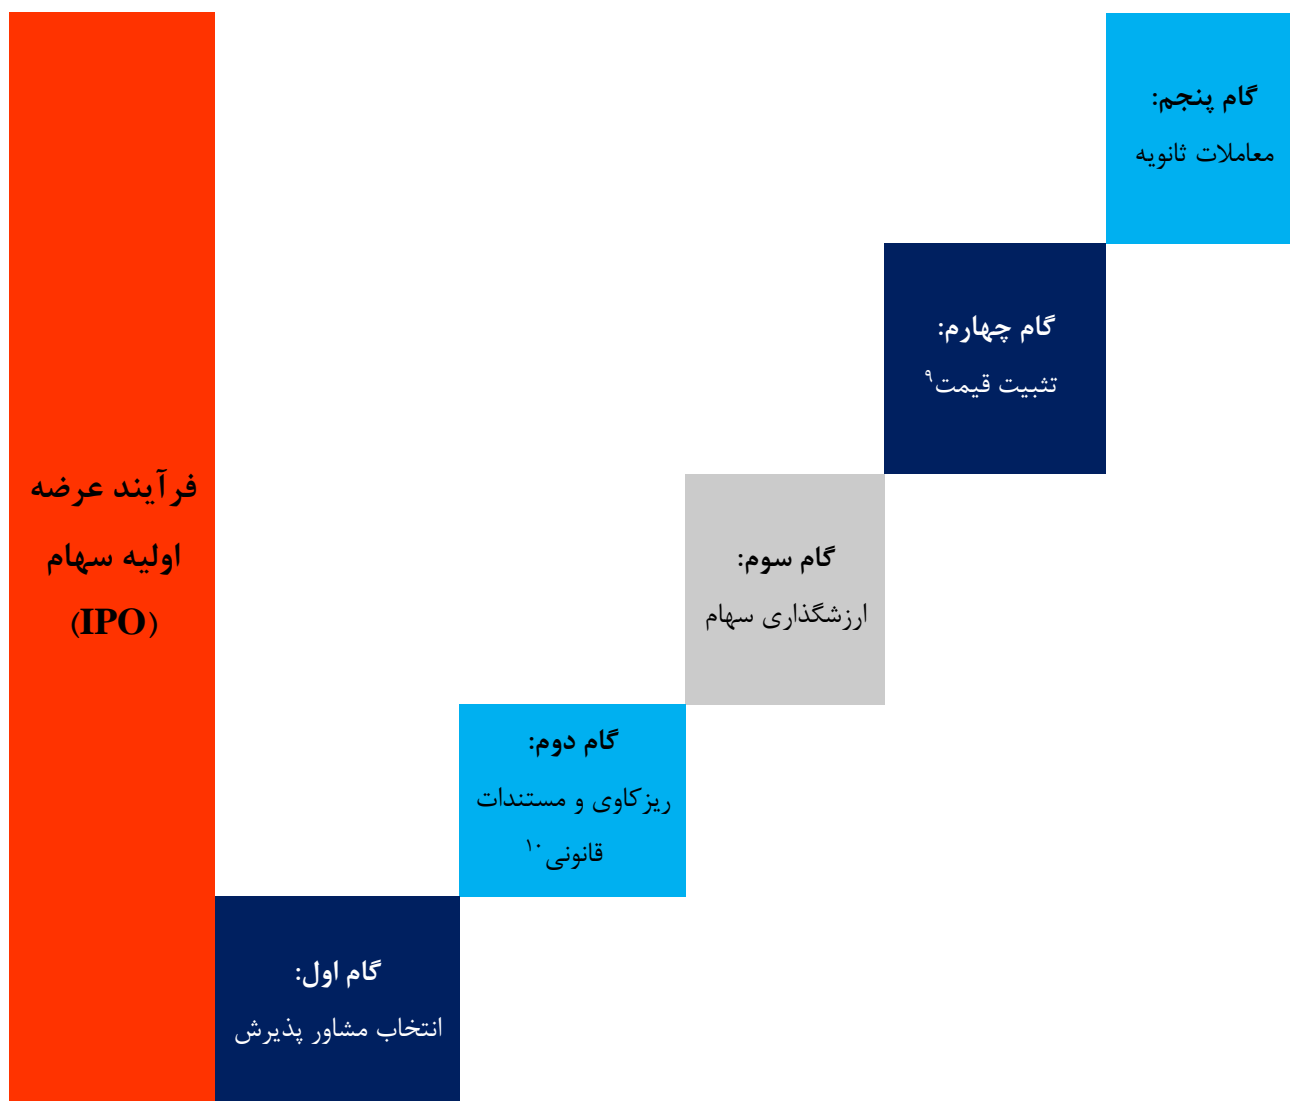 فرآیند عرضه
اولیه سهام
(IPO)
گام پنجم:
معاملات ثانویه
گام چهارم:
تثبیت قیمت۹
گام سوم:
ارزشگذاری سهام
گام دوم:
ریزکاوی و مستندات
قانونی۱۰
گام اول:
انتخاب مشاور پذیرش